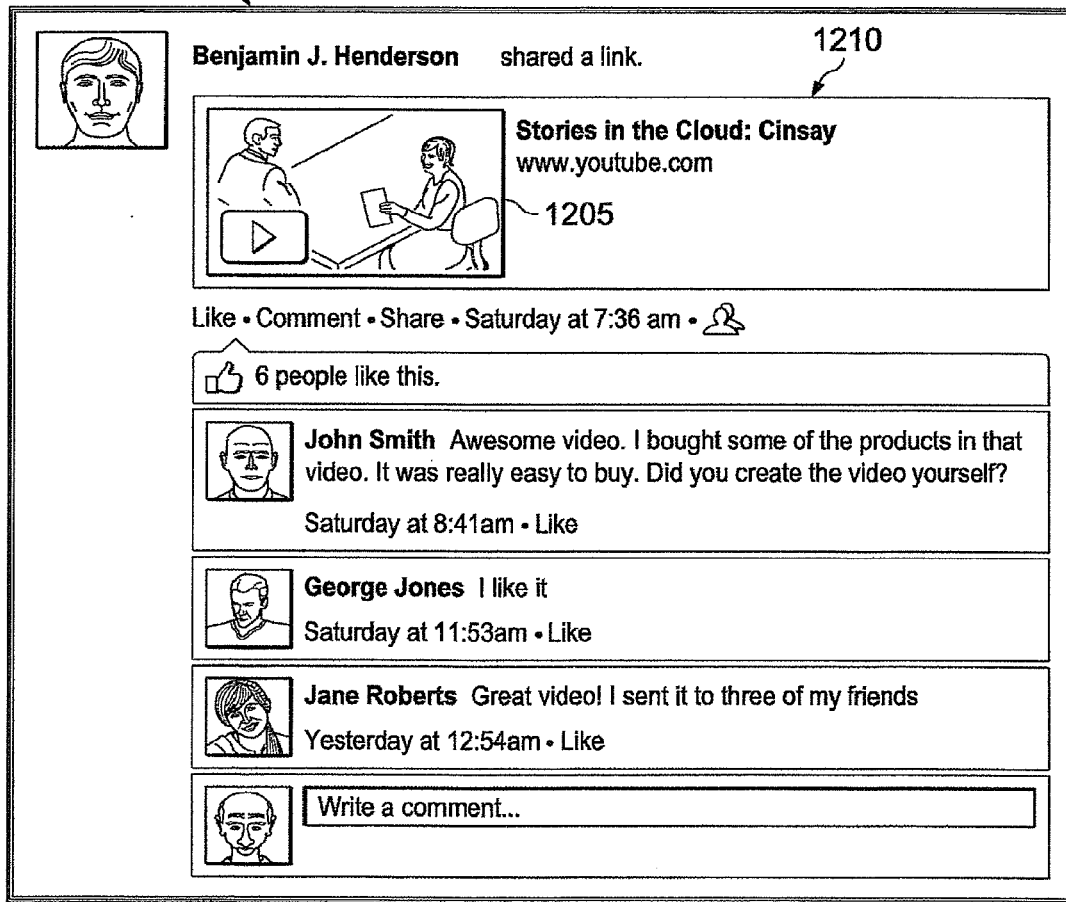 Benjamin J. Henderson shared a link.
1210
Stories in the Cloud: Cinsay
www.youtube.com
1205
Like • Comment • Share • Saturday at 7:36 am •
6 people like this.
John Smith Awesome video. I bought some of the products in that
video. It was really easy to buy. Did you create the video yourself?
Saturday at 8:41am • Like
George Jones I like it
Saturday at 11:53am • Like
Jane Roberts Great video! I sent it to three of my friends
Yesterday at 12:54am • Like
Write a comment...